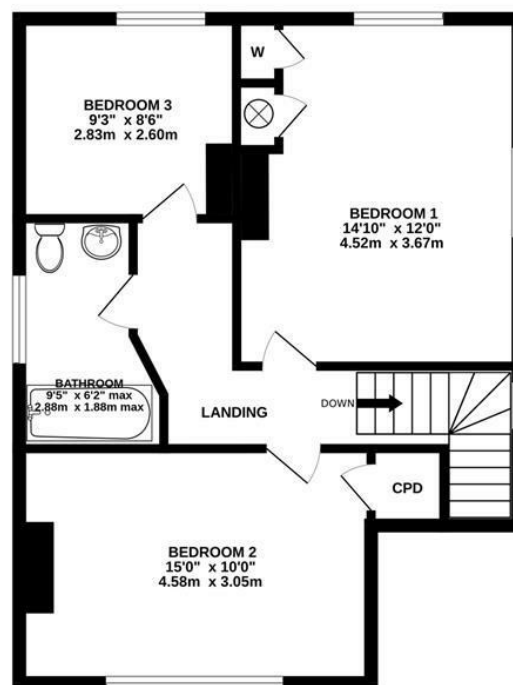 W
BEDROOM 3
9'3" x 8'6"
2.83m x 2.60m
BEDROOM 1
14'10" x 12'0"
4.52m x 3.67m
BATHROOM
9'5" x 6'2" max
2.88m x 1.88m max
LANDING
DOWN
CPD
BEDROOM 2
15'0" x 10'0"
4.58m x 3.05m